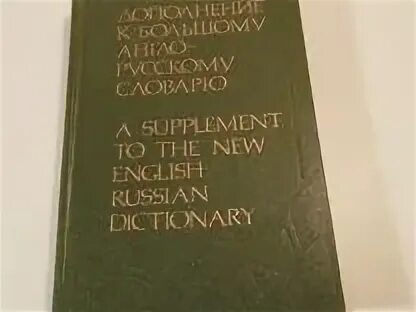 ДОПОЛНЕНИЕ
К БОЛЬШОМУ
АНГЛО-
РУССКОМУ
СЛОВАРЮ
A SUPPLEMENT
TO THE NEW
ENGLISH
RUSSIAN
DICTIONARY